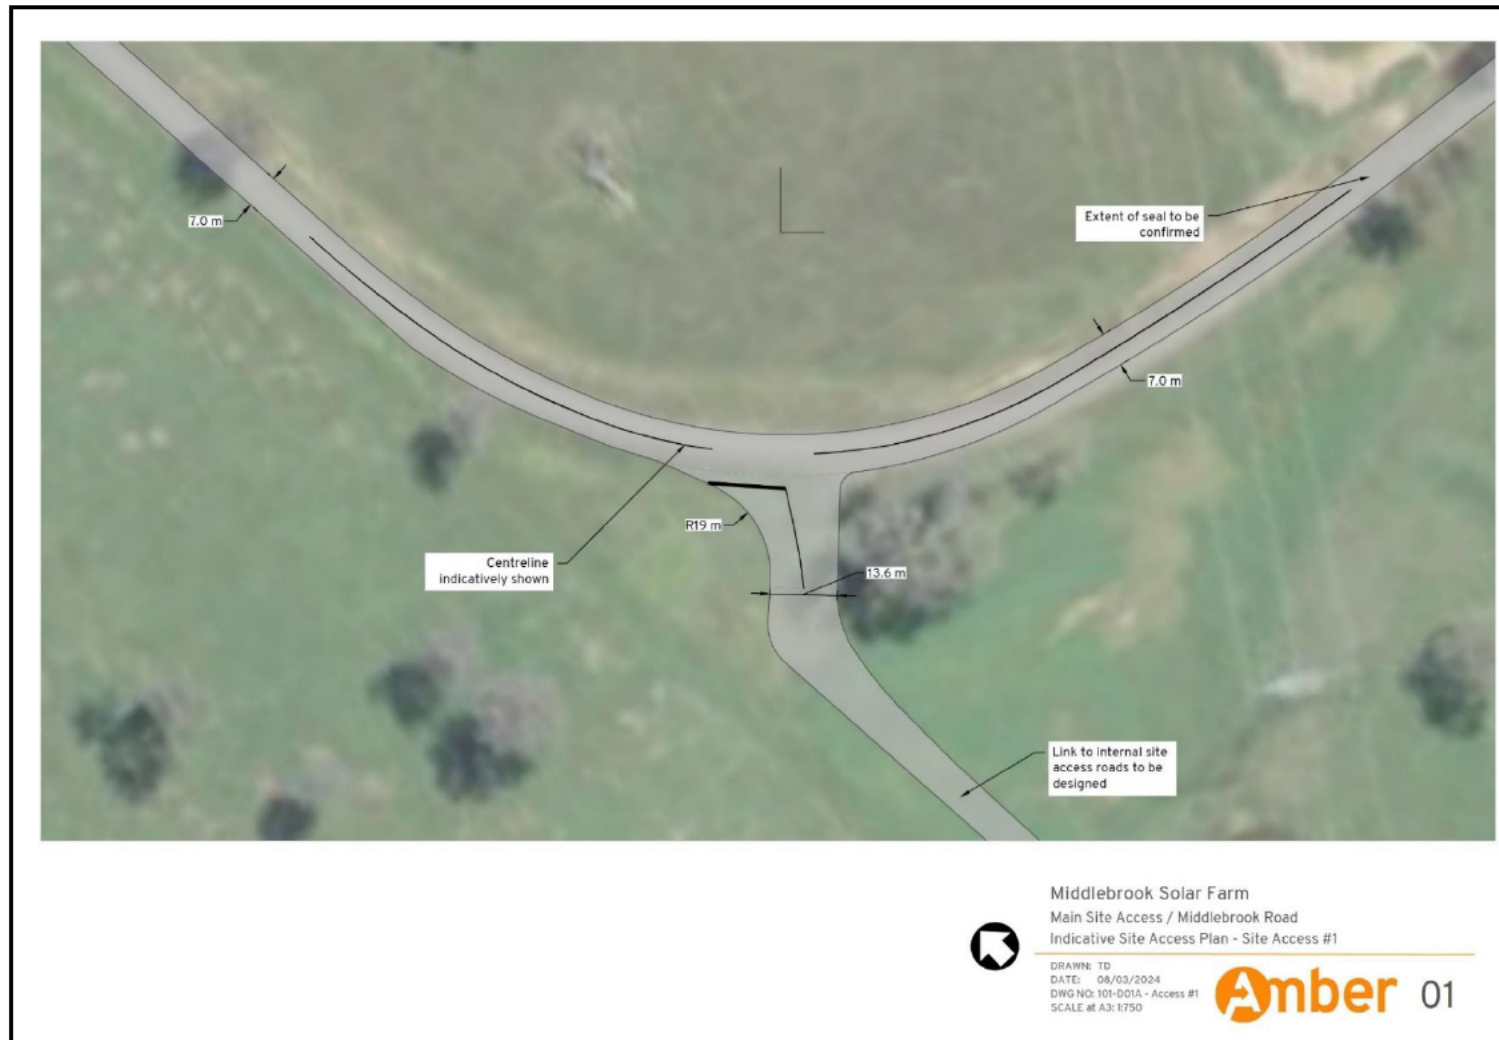 7.0 m
Extent of seal to be
confirmed
7.0 m
R19 m
Centreline
indicatively shown
13.6 m
Link to internal site
access roads to be
designed
Middlebrook Solar Farm
Main Site Access / Middlebrook Road
Indicative Site Access Plan - Site Access #1
DRAWN: TD
DATE: 08/03/2024
DWG NO: 101-D01A - Access #1
SCALE at A3: 1:750
Amber
01